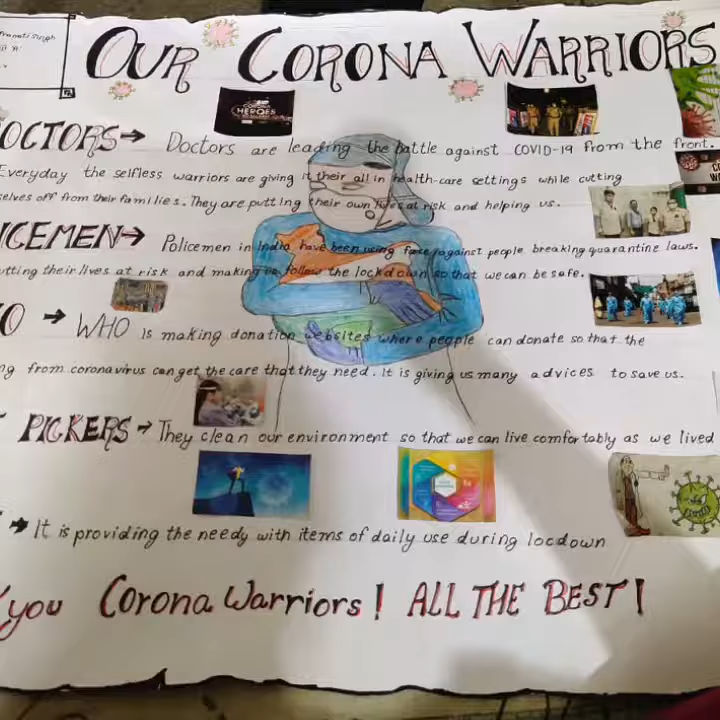 Pranati Singh
OUR CORONA WARRIORS
HEROES
OCTORS→ Doctors are leading the battle against COVID-19 from the front.
Everyday the selfless warriors are giving it their all in health-care settings while cutting
selves off from their families. They are putting their own lives at risk and helping us.
ICEMEN→ Policemen in India have been using force against people breaking quarantine laws.
utting their lives at risk and making us follow the lockdown so that we can be safe.
O → WHO is making donation websites where people can donate so that the
ng from coronavirus can get the care that they need. It is giving us many advices to save us.
PICKERS→ They clean our environment so that we can live comfortably as we lived
→ It is providing the needy with items of daily use during locdown
you Corona Warriors! ALL THE BEST!